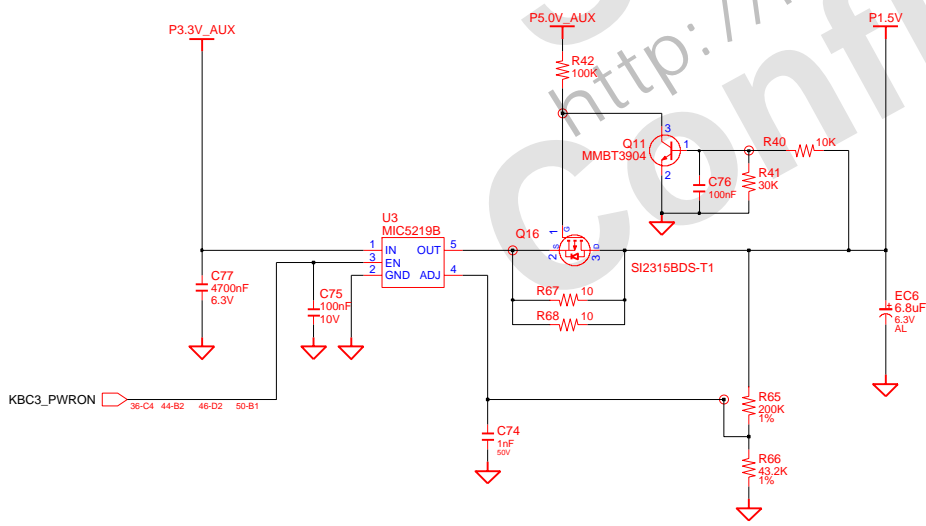 P3.3V_AUX
P5.0V_AUX
P1.5V
R42
100K
http://
Confi
3
Q11
MMBT3904
1
2
R40
10K
C76
100nF
R41
30K
U3
MIC5219B
1 IN OUT 5
3 EN
2 GND ADJ 4
Q16
1 G
2 S
3 D
SI2315BDS-T1
C77
4700nF
6.3V
C75
100nF
10V
R67 10
R68 10
EC6
+
6.8uF
6.3V
AL
KBC3_PWRON
36-C4 44-B2 46-D2 50-B1
R65
200K
1%
C74
1nF
50V
R66
43.2K
1%